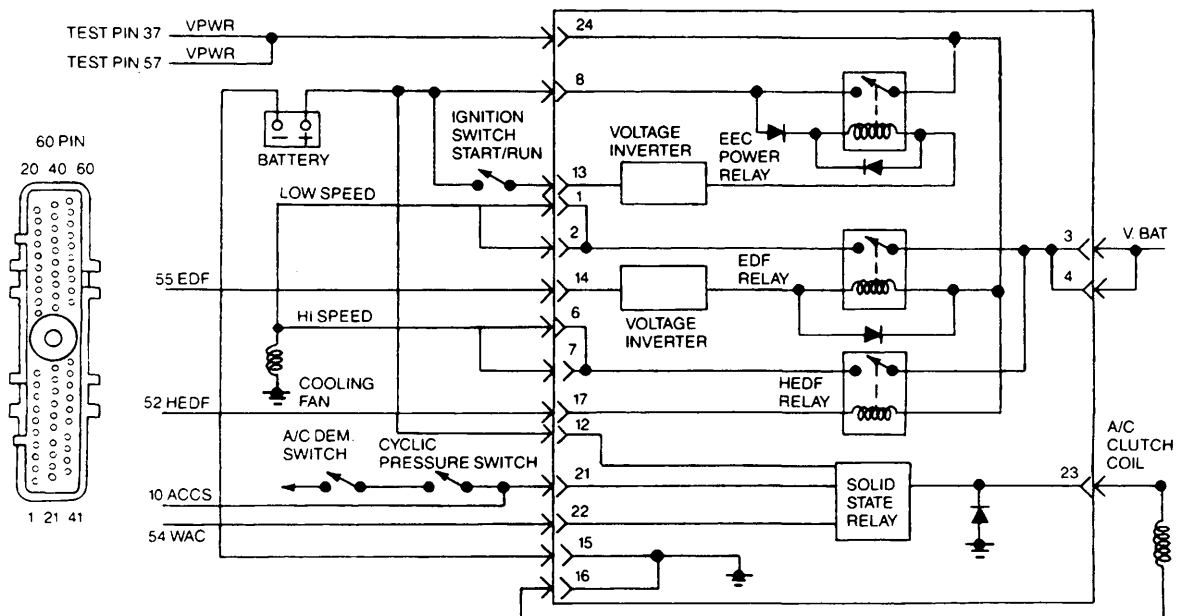 TEST PIN 37 VPWR
TEST PIN 57 VPWR
24
8
60 PIN
20 40 60
- +
BATTERY
IGNITION
SWITCH
START/RUN
VOLTAGE
INVERTER
EEC
POWER
RELAY
13
LOW SPEED
1
2
3 V. BAT
4
EDF
RELAY
55 EDF
14
VOLTAGE
INVERTER
HI SPEED
6
7
COOLING
FAN
HEDF
RELAY
52 HEDF
17
12
A/C DEM.
SWITCH
CYCLIC
PRESSURE SWITCH
21
10 ACCS
22
54 WAC
SOLID
STATE
RELAY
23
A/C
CLUTCH
COIL
15
16
1 21 41